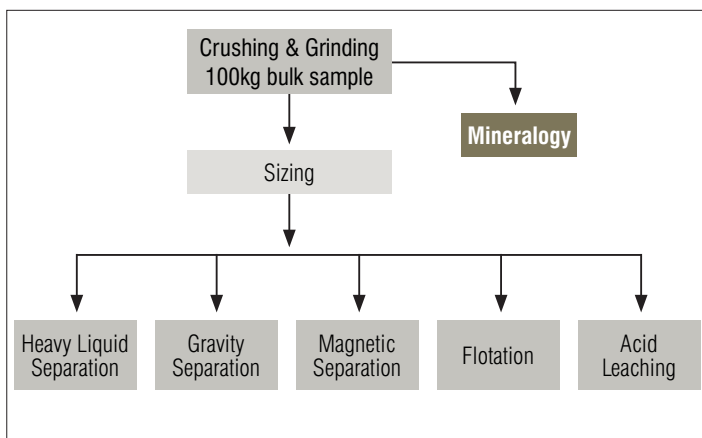 Crushing & Grinding
100kg bulk sample
Mineralogy
Sizing
Heavy Liquid
Separation
Gravity
Separation
Magnetic
Separation
Flotation
Acid
Leaching